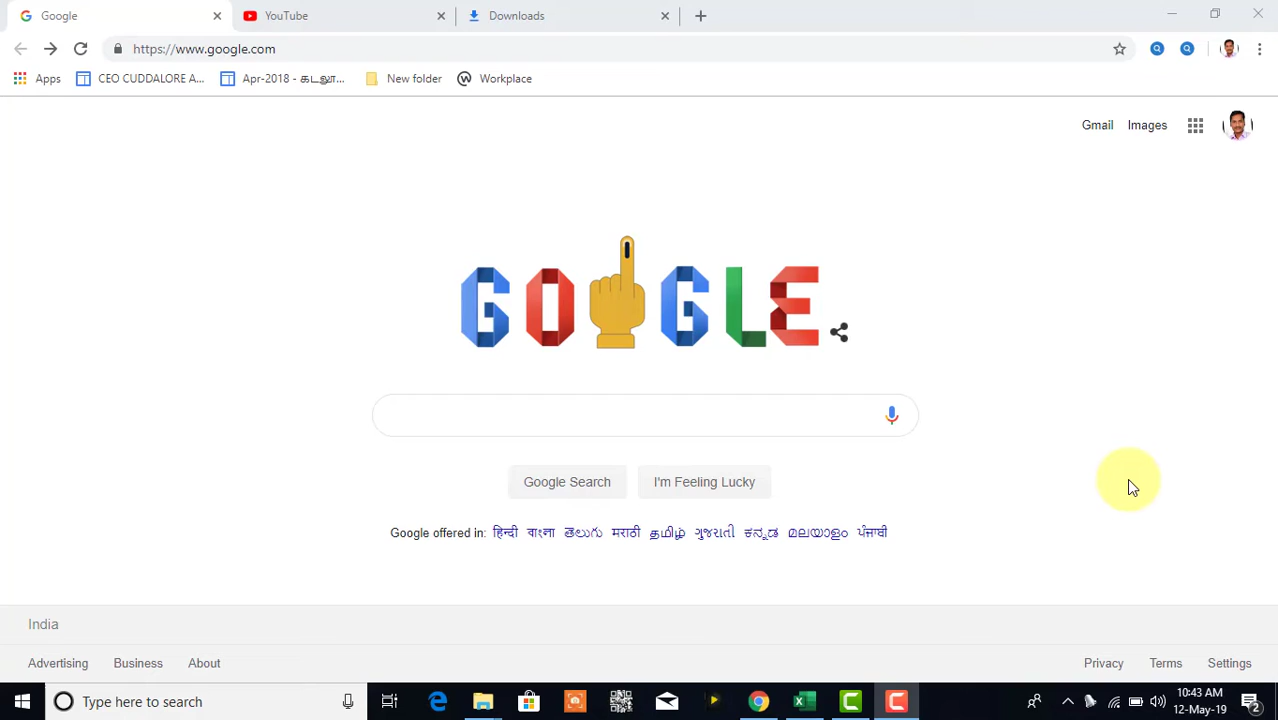 Google
YouTube
Downloads
https://www.google.com
Apps
CEO CUDDALORE A...
Apr-2018 - கடலூ...
New folder
Workplace
Gmail
Images
GOOGLE
Google Search
I'm Feeling Lucky
Google offered in: हिन्दी বাংলা తెలుగు मराठी தமிழ் ગુજરાતી ಕನ್ನಡ മലയാളം ਪੰਜਾਬੀ
India
Advertising
Business
About
Privacy
Terms
Settings
Type here to search
10:43 AM
12-May-19
2